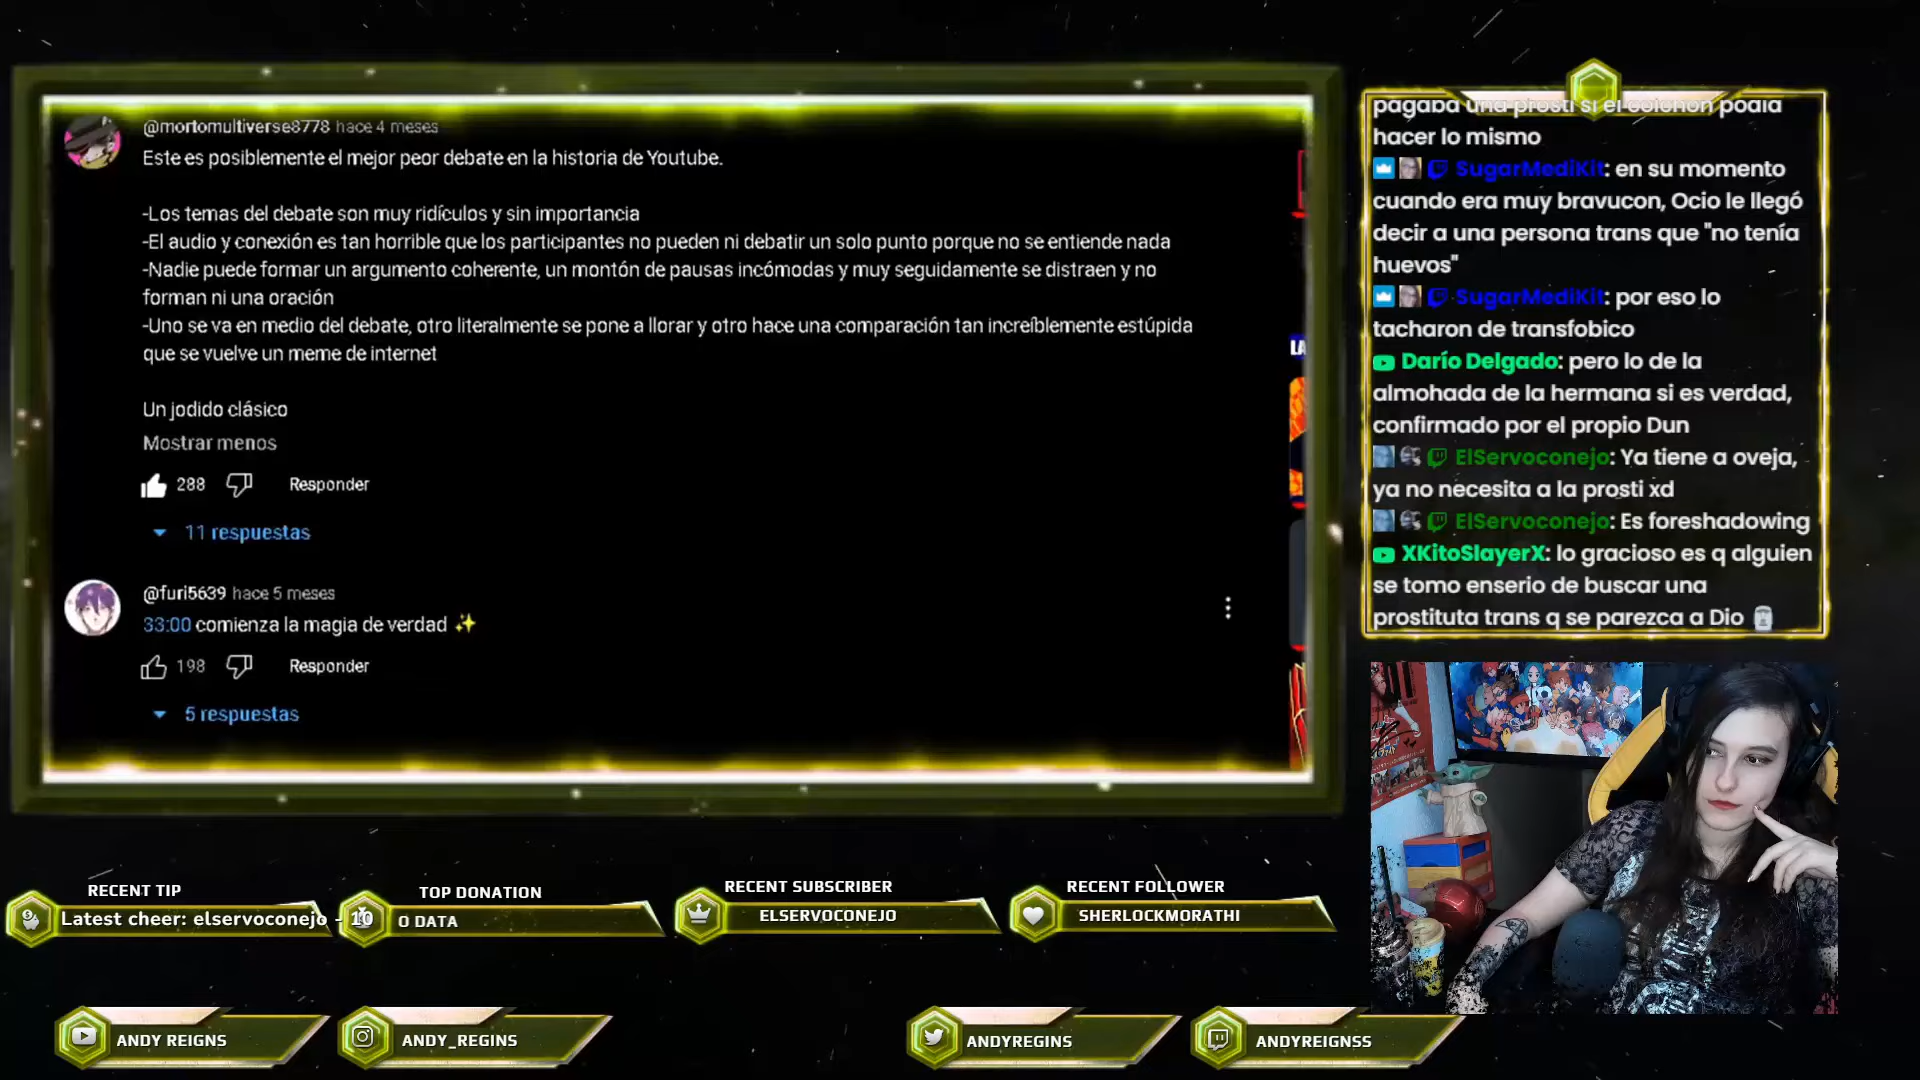 @mortomultiverse8778 hace 4 meses
Este es posiblemente el mejor peor debate en la historia de Youtube.
-Los temas del debate son muy ridículos y sin importancia
-El audio y conexión es tan horrible que los participantes no pueden ni debatir un solo punto porque no se entiende nada
-Nadie puede formar un argumento coherente, un montón de pausas incómodas y muy seguidamente se distraen y no
forman ni una oración
-Uno se va en medio del debate, otro literalmente se pone a llorar y otro hace una comparación tan increíblemente estúpida
que se vuelve un meme de internet
Un jodido clásico
Mostrar menos
288 Responder
11 respuestas
@furi5639 hace 5 meses
33:00 comienza la magia de verdad ✨
198 Responder
5 respuestas
LA
pagaba una prosti si el colchon podia
hacer lo mismo
SugarMediKit: en su momento
cuando era muy bravucon, Ocio le llegó
decir a una persona trans que "no tenía
huevos"
SugarMediKit: por eso lo
tacharon de transfobico
Darío Delgado: pero lo de la
almohada de la hermana si es verdad,
confirmado por el propio Dun
ElServoconejo: Ya tiene a oveja,
ya no necesita a la prosti xd
ElServoconejo: Es foreshadowing
XKitoSlayerX: lo gracioso es q alguien
se tomo enserio de buscar una
prostituta trans q se parezca a Dio 🗿
RECENT TIP
Latest cheer: elservoconejo - 10
TOP DONATION
0 DATA
RECENT SUBSCRIBER
ELSERVOCONEJO
RECENT FOLLOWER
SHERLOCKMORATHI
ANDY REIGNS
ANDY_REGINS
ANDYREGINS
ANDYREIGNSS